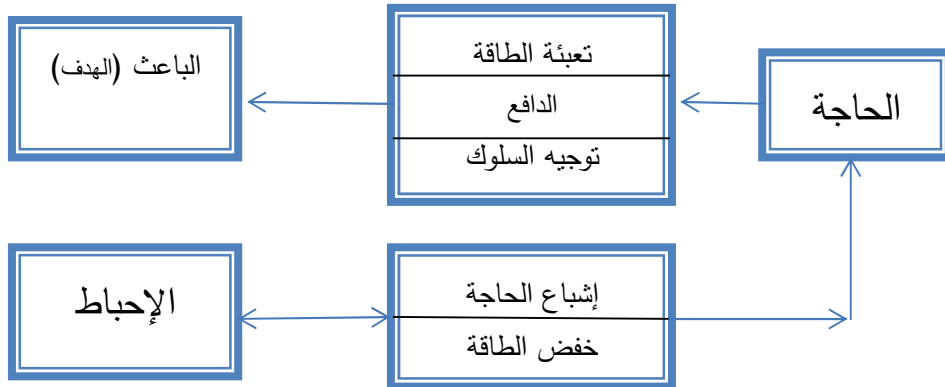 الحاجة
تعبئة الطاقة
الدافع
توجيه السلوك
الباعث (الهدف)
إشباع الحاجة
خفض الطاقة
الإحباط